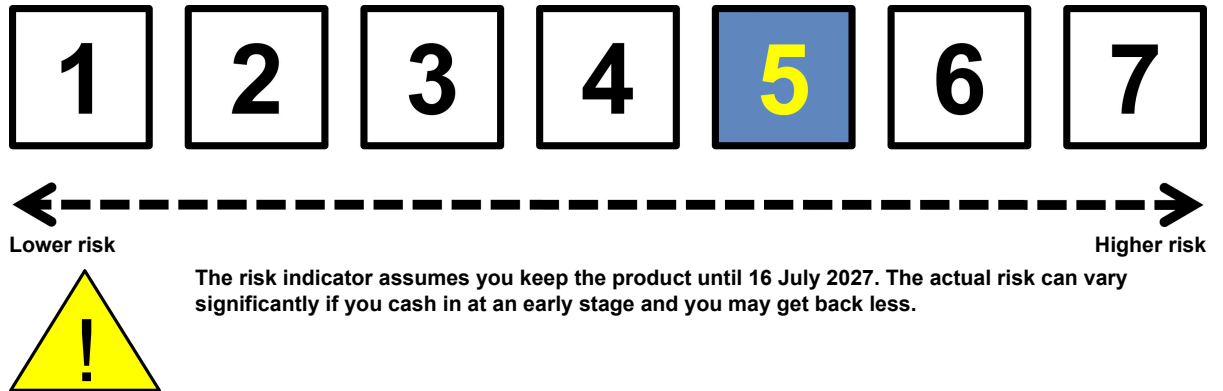 1 2 3 4 5 6 7
Lower risk Higher risk
The risk indicator assumes you keep the product until 16 July 2027. The actual risk can vary
significantly if you cash in at an early stage and you may get back less.
!